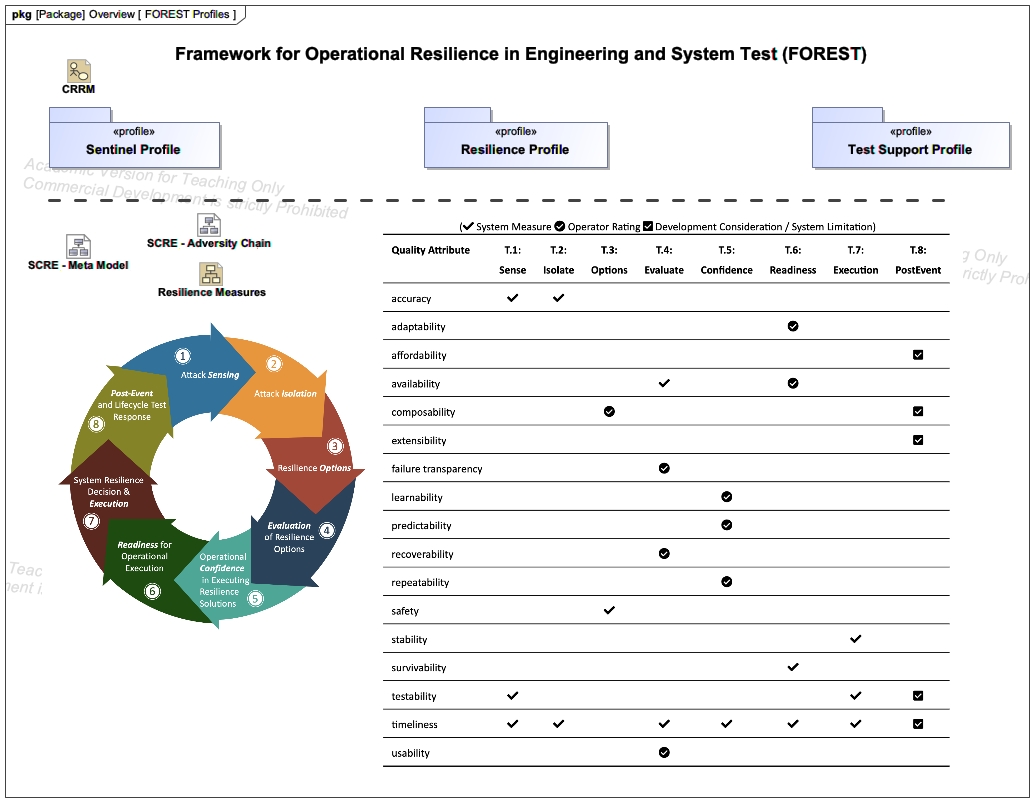 pkg [Package] Overview [ FOREST Profiles ]
Framework for Operational Resilience in Engineering and System Test (FOREST)
CRRM
«profile»
Sentinel Profile
«profile»
Resilience Profile
«profile»
Test Support Profile
Academic Version for Teaching Only
Commercial Development is strictly Prohibited
SCRE - Adversity Chain
SCRE - Meta Model
Resilience Measures
1
Attack Sensing
2
Attack Isolation
3
Resilience Options
Evaluation
of Resilience
Options
4
Operational
Confidence
in Executing
Resilience
Solutions
5
Readiness for
Operational
Execution
6
System Resilience
Decision &
Execution
7
Post-Event
and Lifecycle Test
Response
8
(✔ System Measure ✔ Operator Rating ☑ Development Consideration / System Limitation)
Quality Attribute T.1: T.2: T.3: T.4: T.5: T.6: T.7: T.8:
Sense Isolate Options Evaluate Confidence Readiness Execution PostEvent
accuracy
adaptability
affordability
availability
composability
extensibility
failure transparency
learnability
predictability
recoverability
repeatability
safety
stability
survivability
testability
timeliness
usability
g Only
rictly Pro
Teac
ent i